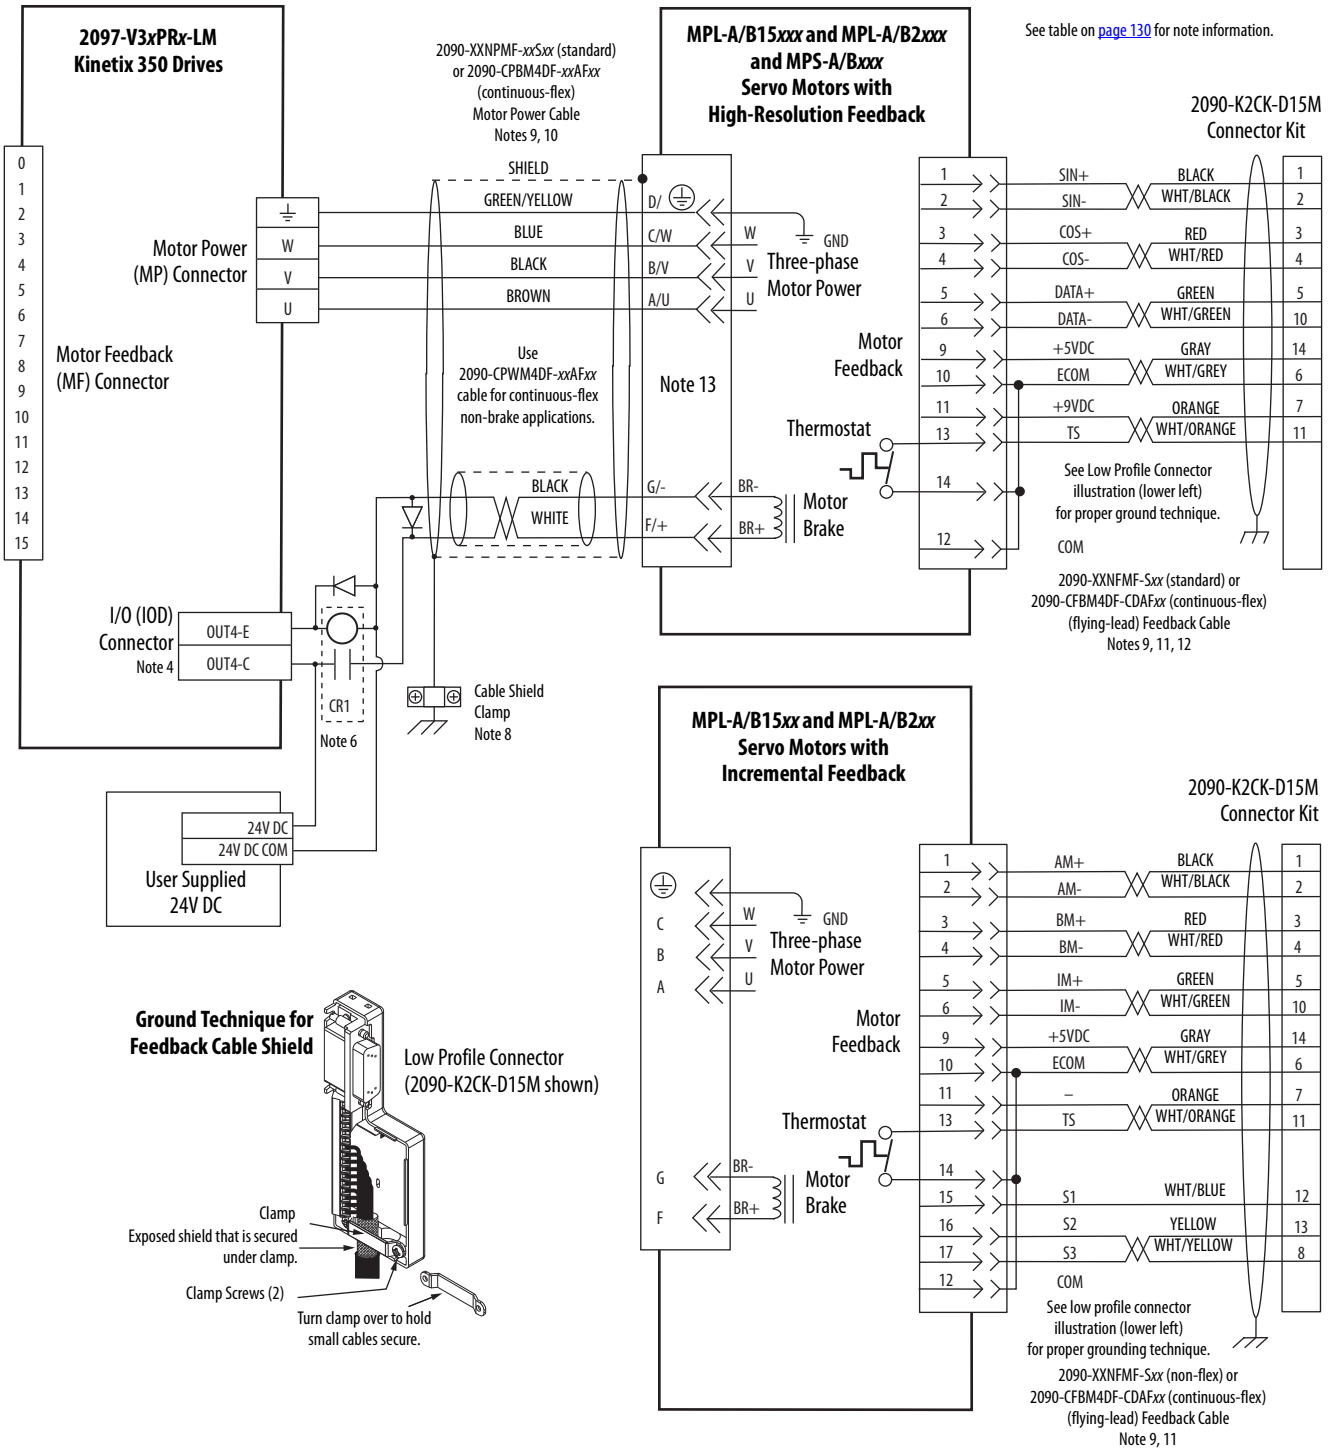 2097-V3xPRx-LM
Kinetix 350 Drives
0
1
2
3
4
5
6
7
8
9
10
11
12
13
14
15
Motor Power
(MP) Connector
W
V
U
Motor Feedback
(MF) Connector
I/O (IOD)
Connector
Note 4
OUT4-E
OUT4-C
CR1
Note 6
24V DC
24V DC COM
User Supplied
24V DC
2090-XXNPMF-xxSxx (standard)
or 2090-CPBM4DF-xxAFxx
(continuous-flex)
Motor Power Cable
Notes 9, 10
SHIELD
GREEN/YELLOW
BLUE
BLACK
BROWN
Use
2090-CPWM4DF-xxAFxx
cable for continuous-flex
non-brake applications.
BLACK
WHITE
Cable Shield
Clamp
Note 8
MPL-A/B15xxx and MPL-A/B2xxx
and MPS-A/Bxxx
Servo Motors with
High-Resolution Feedback
D/
C/W
B/V
A/U
Note 13
G/-
F/+
W
V
U
GND
Three-phase
Motor Power
Motor
Feedback
Thermostat
BR-
BR+
Motor
Brake
See table on page 130 for note information.
2090-K2CK-D15M
Connector Kit
1 SIN+ BLACK 1
2 SIN- WHT/BLACK 2
3 COS+ RED 3
4 COS- WHT/RED 4
5 DATA+ GREEN 5
6 DATA- WHT/GREEN 10
9 +5VDC GRAY 14
10 ECOM WHT/GREY 6
11 +9VDC ORANGE 7
13 TS WHT/ORANGE 11
14
12 COM
See Low Profile Connector
illustration (lower left)
for proper ground technique.
2090-XXNFMF-Sxx (standard) or
2090-CFBM4DF-CDAFxx (continuous-flex)
(flying-lead) Feedback Cable
Notes 9, 11, 12
MPL-A/B15xx and MPL-A/B2xx
Servo Motors with
Incremental Feedback
C
B
A
G
F
W
V
U
GND
Three-phase
Motor Power
Motor
Feedback
Thermostat
BR-
BR+
Motor
Brake
2090-K2CK-D15M
Connector Kit
1 AM+ BLACK 1
2 AM- WHT/BLACK 2
3 BM+ RED 3
4 BM- WHT/RED 4
5 IM+ GREEN 5
6 IM- WHT/GREEN 10
9 +5VDC GRAY 14
10 ECOM WHT/GREY 6
11 – ORANGE 7
13 TS WHT/ORANGE 11
14
15 S1 WHT/BLUE 12
16 S2 YELLOW 13
17 S3 WHT/YELLOW 8
12 COM
See low profile connector
illustration (lower left)
for proper grounding technique.
2090-XXNFMF-Sxx (non-flex) or
2090-CFBM4DF-CDAFxx (continuous-flex)
(flying-lead) Feedback Cable
Note 9, 11
Ground Technique for
Feedback Cable Shield
Low Profile Connector
(2090-K2CK-D15M shown)
Clamp
Exposed shield that is secured
under clamp.
Clamp Screws (2)
Turn clamp over to hold
small cables secure.